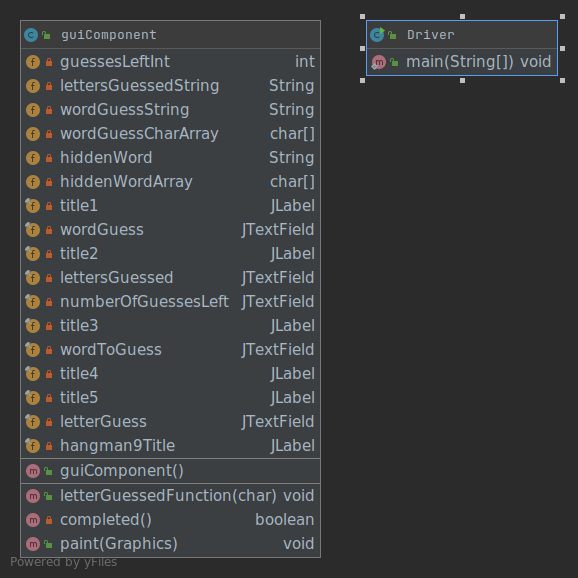 guiComponent
guessesLeftInt int
lettersGuessedString String
wordGuessString String
wordGuessCharArray char[]
hiddenWord String
hiddenWordArray char[]
title1 JLabel
wordGuess JTextField
title2 JLabel
lettersGuessed JTextField
numberOfGuessesLeft JTextField
title3 JLabel
wordToGuess JTextField
title4 JLabel
title5 JLabel
letterGuess JTextField
hangman9Title JLabel
guiComponent()
letterGuessedFunction(char) void
completed() boolean
paint(Graphics) void
Driver
main(String[]) void
Powered by yFiles